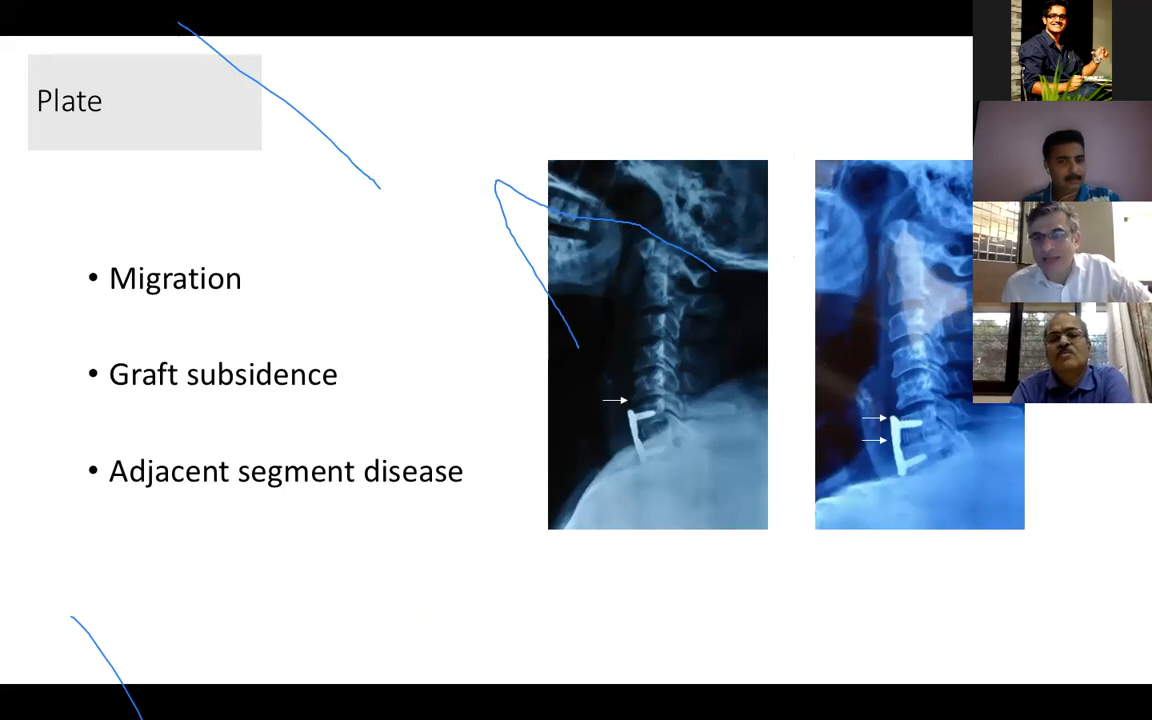 Plate
• Migration
• Graft subsidence
• Adjacent segment disease